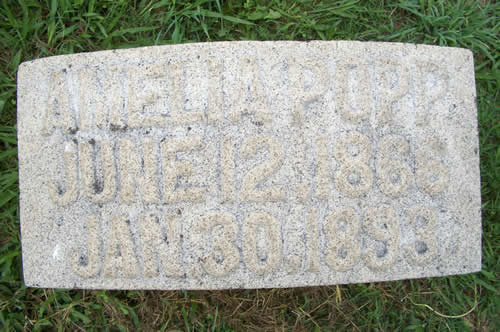 AMELIA POPP
JUNE 12, 1866
JAN. 30, 1893